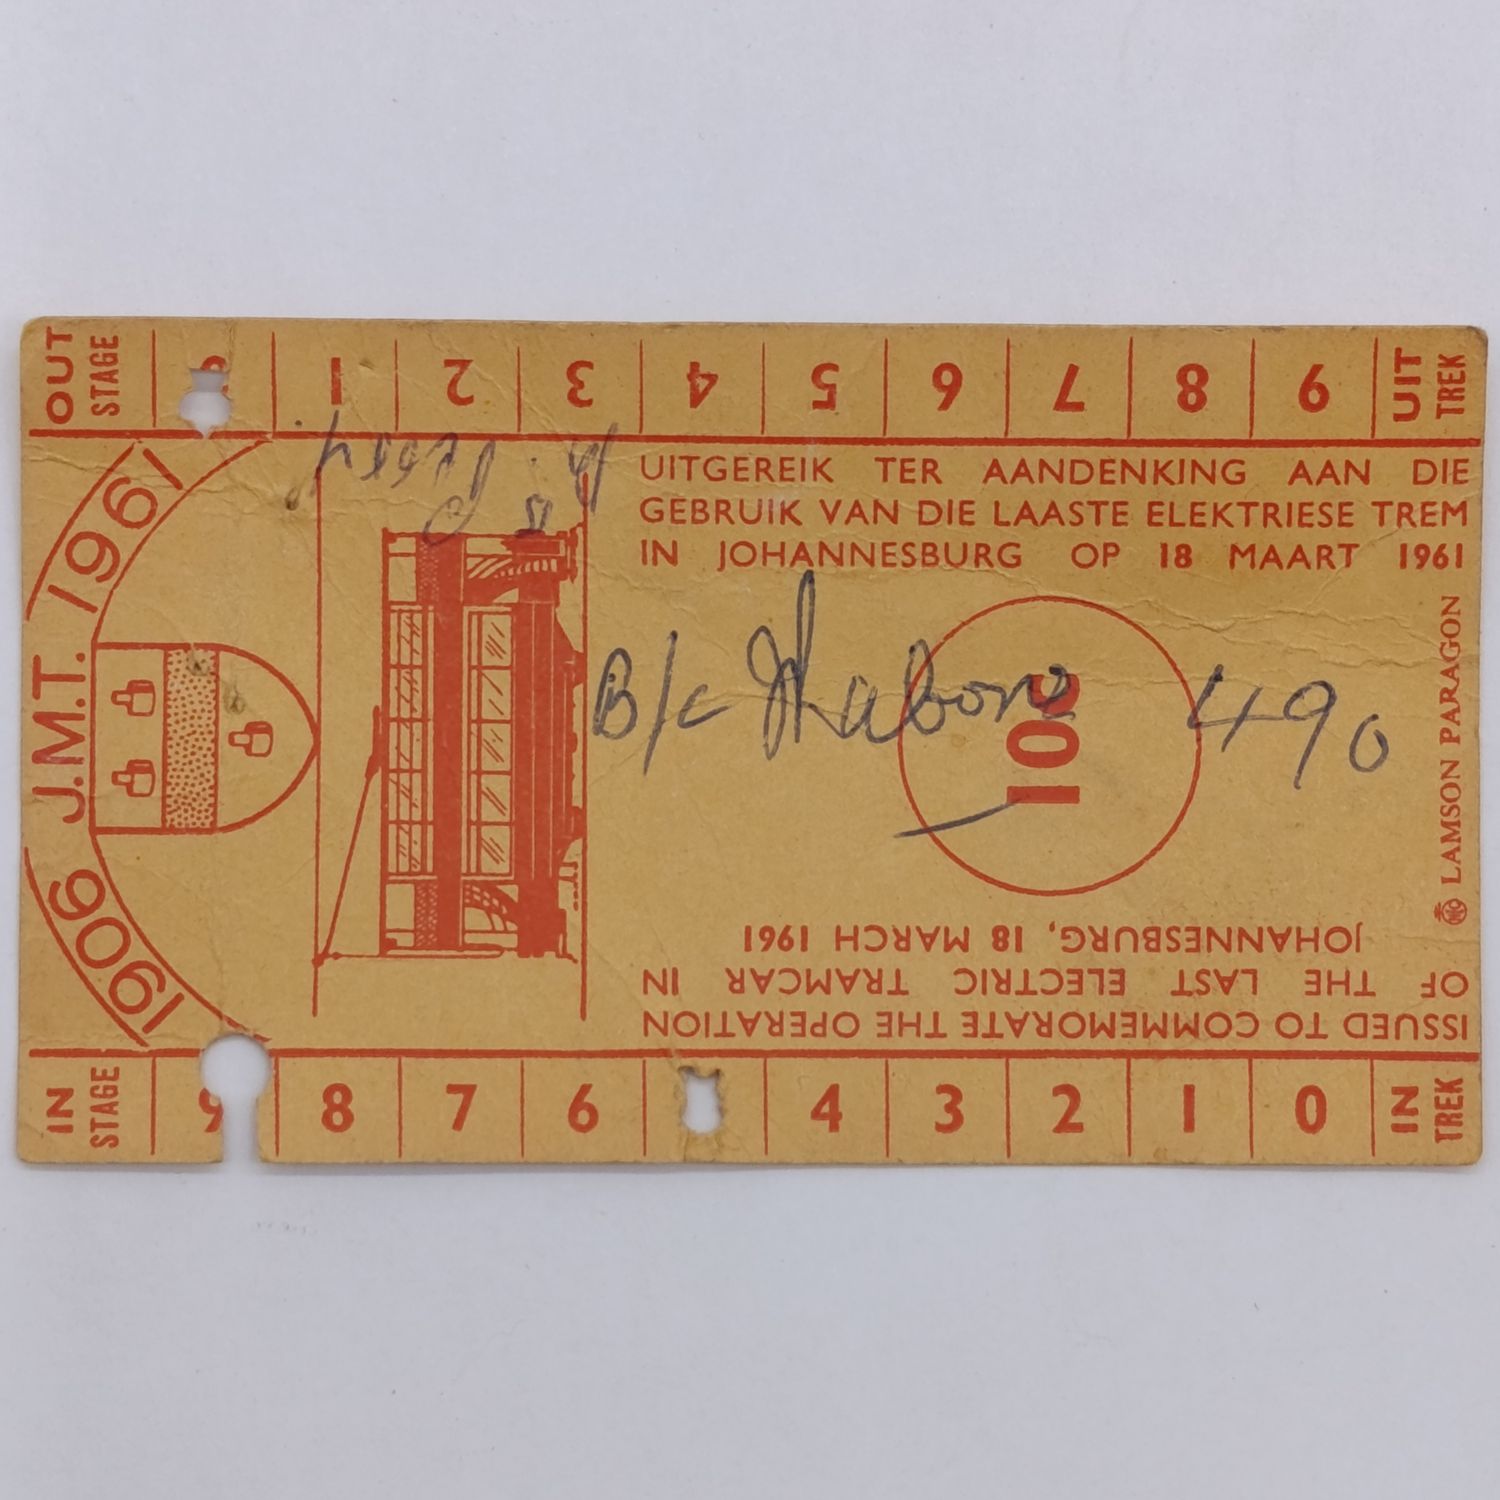 OUT STAGE
0 1 2 3 4 5 6 7 8 9
UIT TREK
1906 J.M.T. 1961
UITGEREIK TER AANDENKING AAN DIE
GEBRUIK VAN DIE LAASTE ELEKTRIESE TREM
IN JOHANNESBURG OP 18 MAART 1961
B/c
490
10c
LAMSON PARAGON
ISSUED TO COMMEMORATE THE OPERATION
OF THE LAST ELECTRIC TRAMCAR IN
JOHANNESBURG, 18 MARCH 1961
IN STAGE
9 8 7 6 4 3 2 1 0
IN TREK